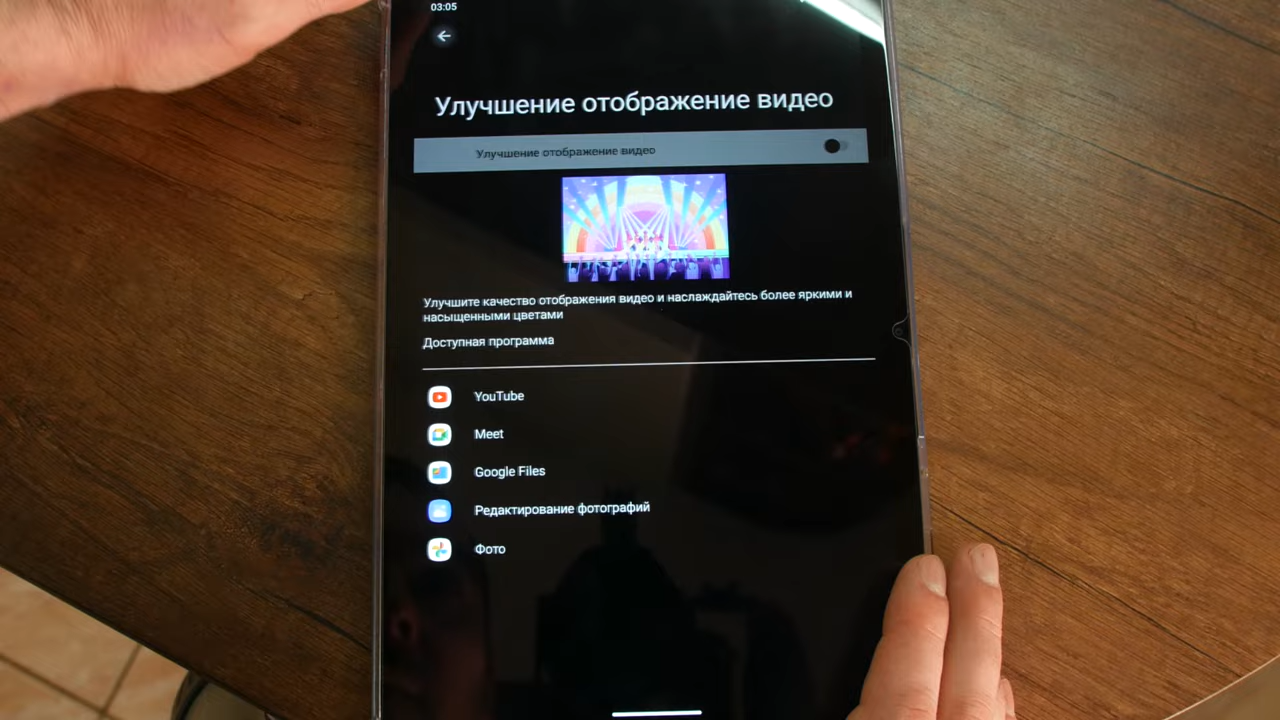 03:05
Улучшение отображение видео
Улучшение отображение видео
Улучшите качество отображения видео и наслаждайтесь более яркими и
насыщенными цветами
Доступная программа
YouTube
Meet
Google Files
Редактирование фотографий
Фото